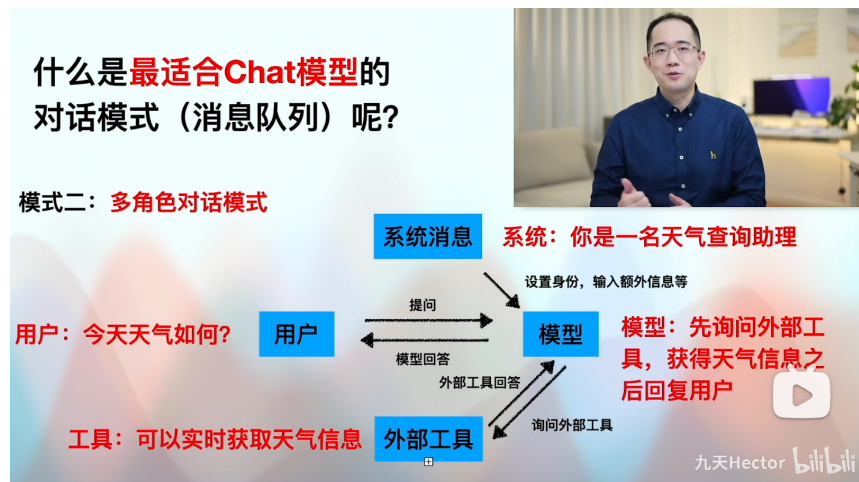 什么是最适合Chat模型的
对话模式（消息队列）呢？
模式二：多角色对话模式
系统消息
系统：你是一名天气查询助理
设置身份，输入额外信息等
提问
用户：今天天气如何？
用户
模型
模型：先询问外部工
具，获得天气信息之
后回复用户
模型回答
外部工具回答
询问外部工具
工具：可以实时获取天气信息
外部工具
九天Hector
bilibili